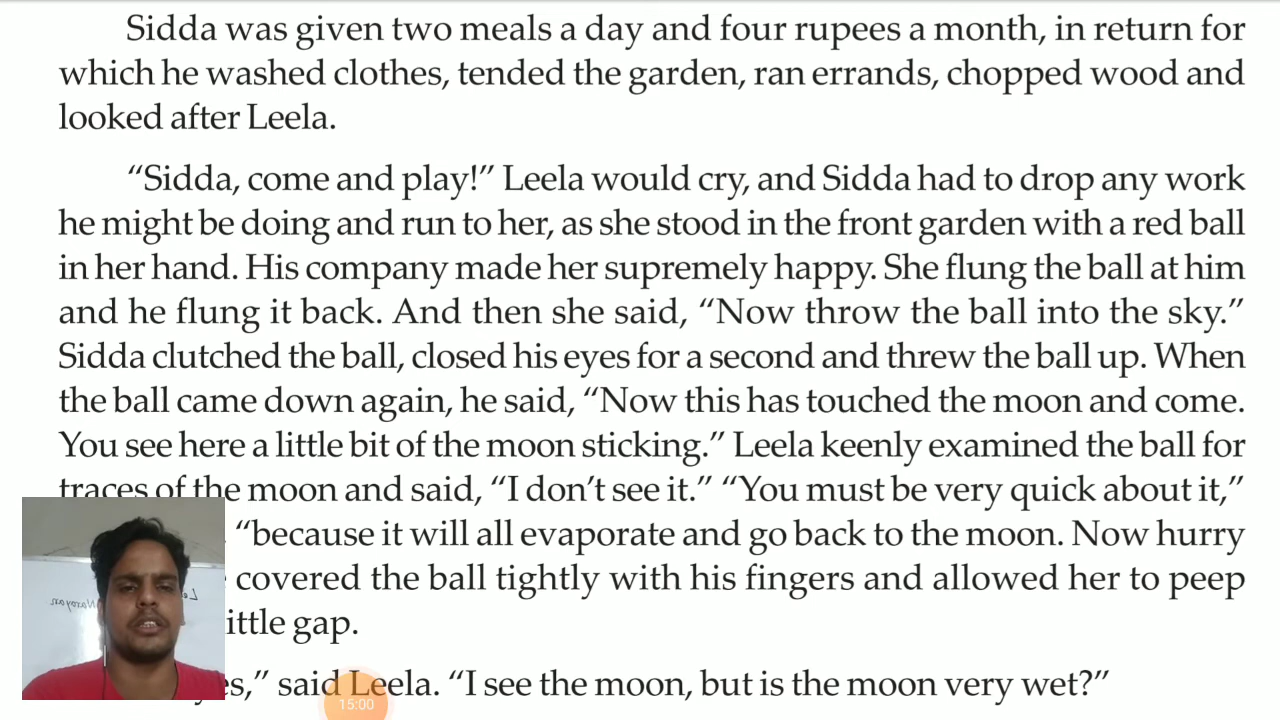 Sidda was given two meals a day and four rupees a month, in return for
which he washed clothes, tended the garden, ran errands, chopped wood and
looked after Leela.
“Sidda, come and play!” Leela would cry, and Sidda had to drop any work
he might be doing and run to her, as she stood in the front garden with a red ball
in her hand. His company made her supremely happy. She flung the ball at him
and he flung it back. And then she said, “Now throw the ball into the sky.”
Sidda clutched the ball, closed his eyes for a second and threw the ball up. When
the ball came down again, he said, “Now this has touched the moon and come.
You see here a little bit of the moon sticking.” Leela keenly examined the ball for
traces of the moon and said, “I don’t see it.” “You must be very quick about it,”
“because it will all evaporate and go back to the moon. Now hurry
covered the ball tightly with his fingers and allowed her to peep
gap.
said Leela. “I see the moon, but is the moon very wet?”
15:00
Narayan